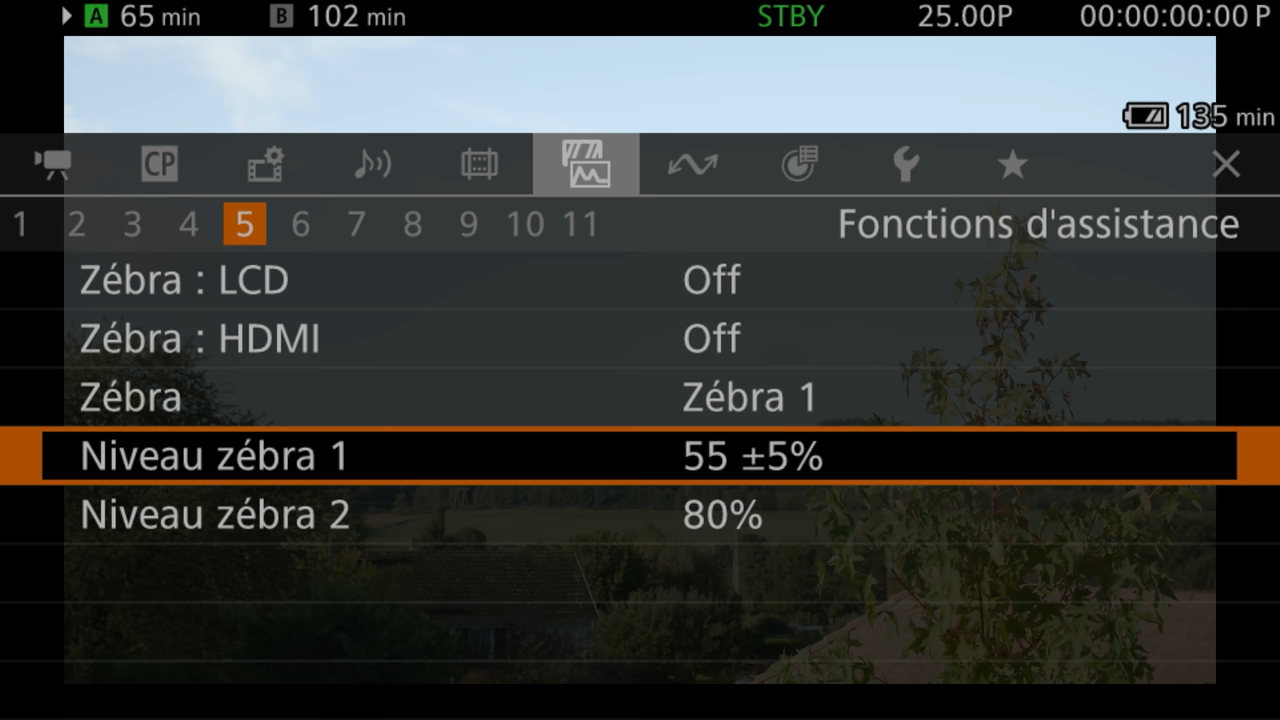 A 65 min B 102 min STBY 25.00P 00:00:00:00 P
135 min
CP
1 2 3 4 5 6 7 8 9 10 11 Fonctions d'assistance
Zébra : LCD Off
Zébra : HDMI Off
Zébra Zébra 1
Niveau zébra 1 55 ±5%
Niveau zébra 2 80%